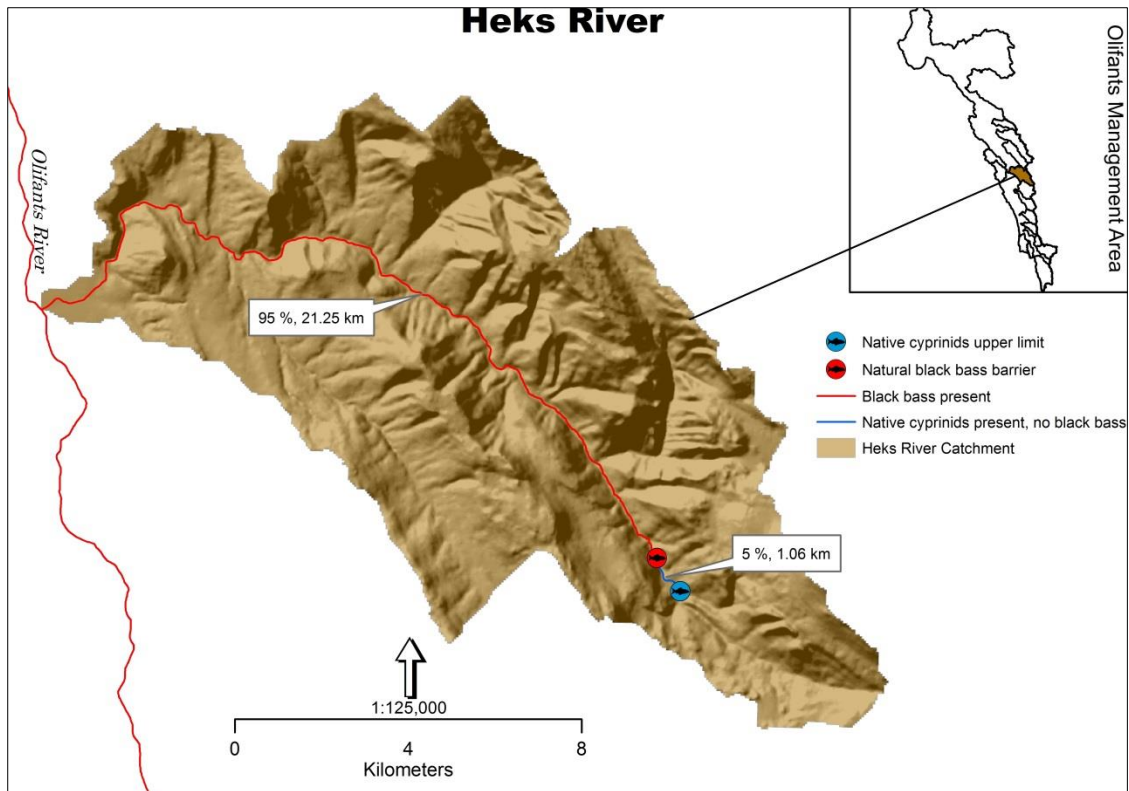 Heks River
Olifants Management Area
Olifants River
95 %, 21.25 km
Native cyprinids upper limit
Natural black bass barrier
Black bass present
Native cyprinids present, no black bass
Heks River Catchment
5 %, 1.06 km
1:125,000
0 4 8
Kilometers